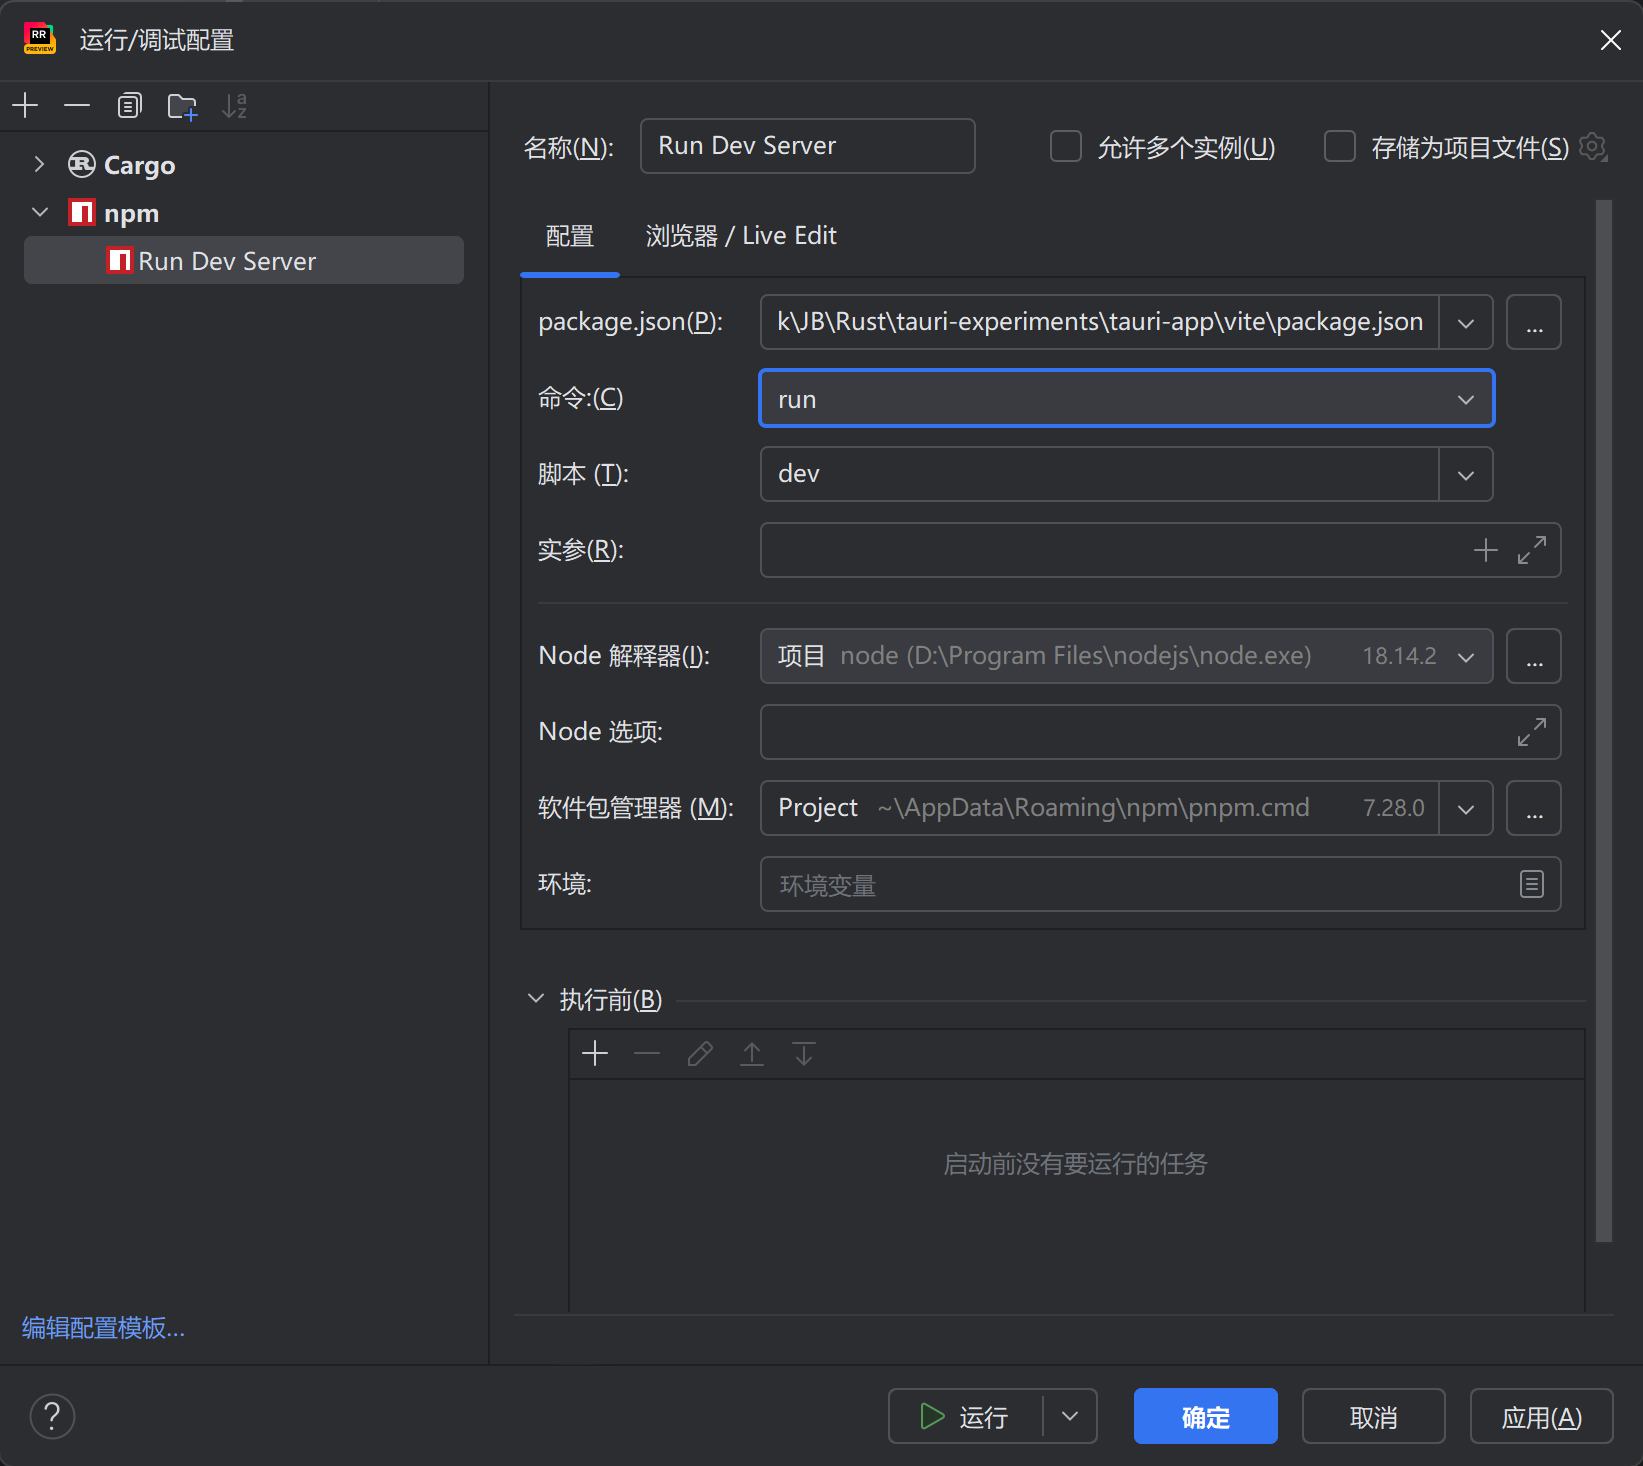 RR
PREVIEW
运行/调试配置
Cargo
npm
Run Dev Server
编辑配置模板...
名称(N):
Run Dev Server
允许多个实例(U)
存储为项目文件(S)
配置
浏览器 / Live Edit
package.json(P):
k\JB\Rust\tauri-experiments\tauri-app\vite\package.json
...
命令:(C)
run
脚本 (T):
dev
实参(R):
Node 解释器(I):
项目 node (D:\Program Files\nodejs\node.exe) 18.14.2
...
Node 选项:
软件包管理器 (M):
Project ~\AppData\Roaming\npm\pnpm.cmd 7.28.0
...
环境:
环境变量
执行前(B)
启动前没有要运行的任务
?
运行
确定
取消
应用(A)